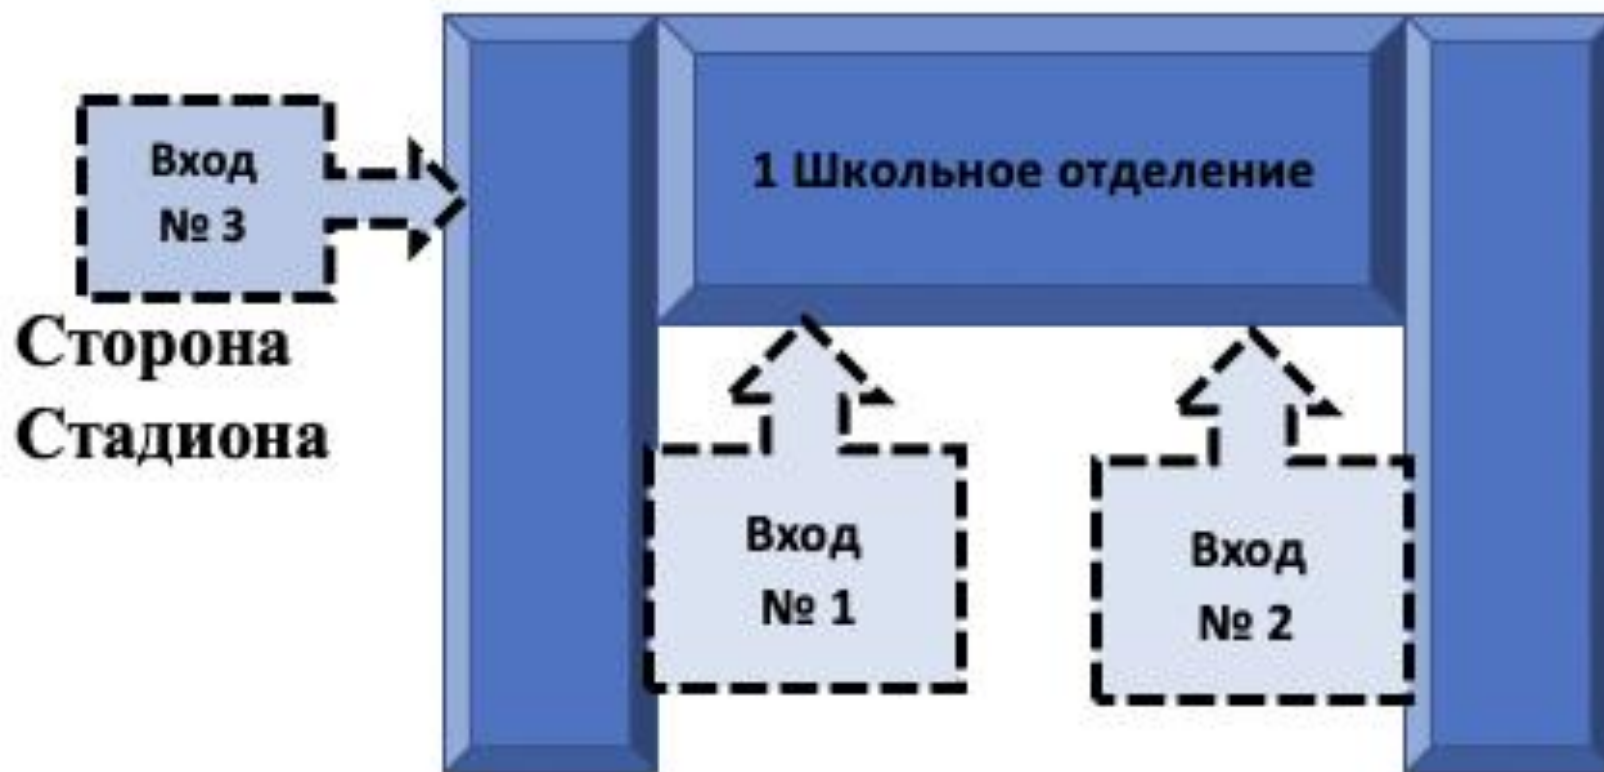 Вход
№ 3
1 Школьное отделение
Сторона
Стадиона
Вход
№ 1
Вход
№ 2